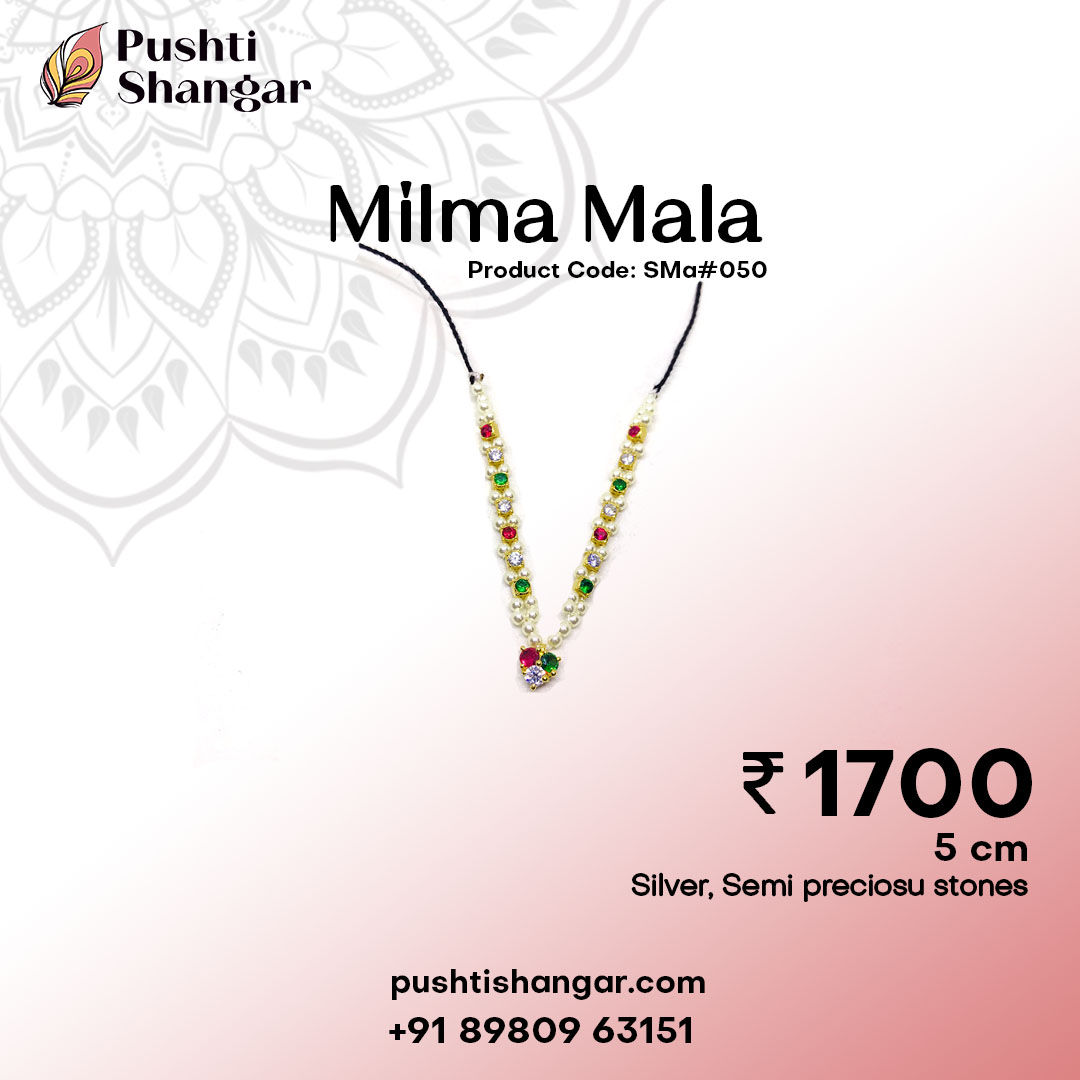 Pushti
Shangar
Milma Mala
Product Code: SMa#050
₹ 1700
5 cm
Silver, Semi preciosu stones
pushtishangar.com
+91 89809 63151